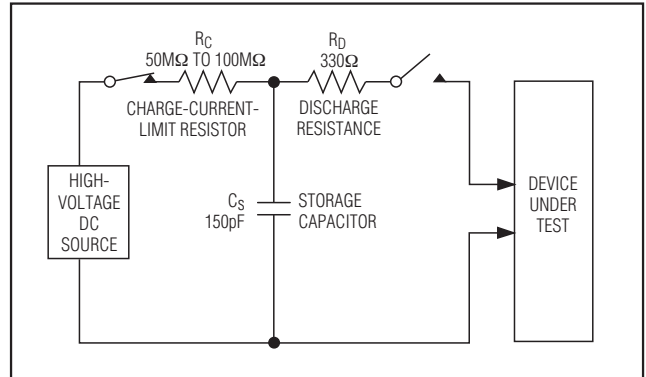 R_C
50MΩ TO 100MΩ
CHARGE-CURRENT-
LIMIT RESISTOR
R_D
330Ω
DISCHARGE
RESISTANCE
HIGH-
VOLTAGE
DC
SOURCE
C_S
150pF
STORAGE
CAPACITOR
DEVICE
UNDER
TEST